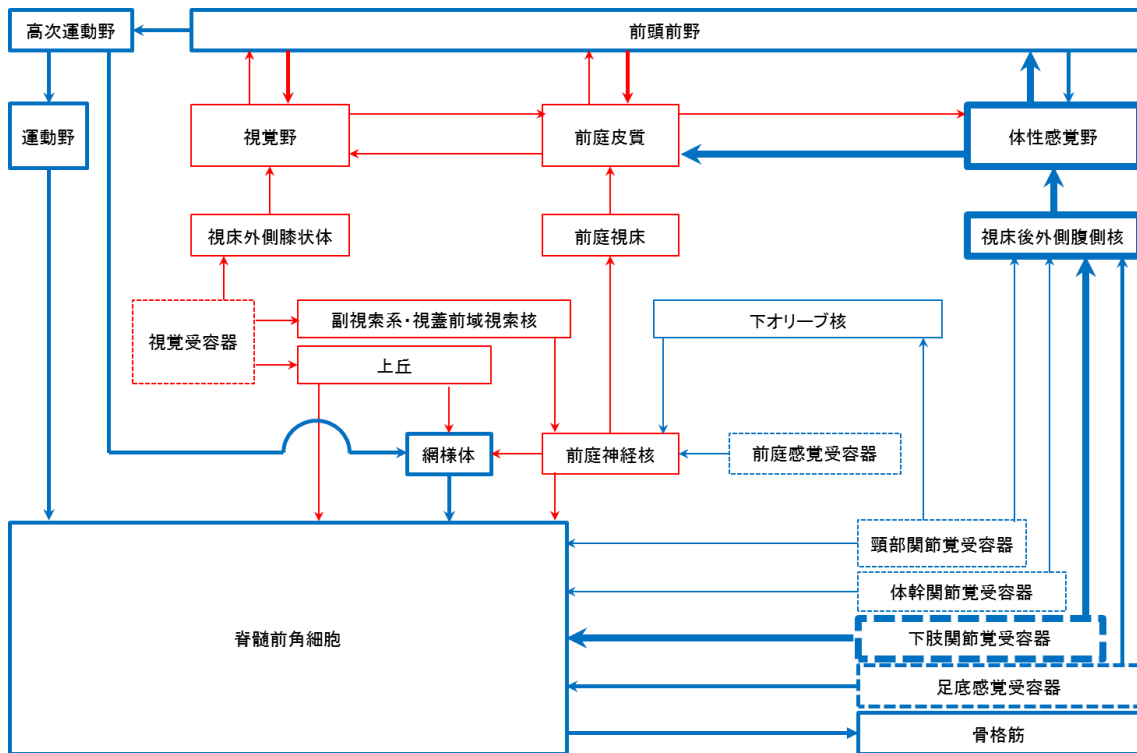 高次運動野
前頭前野
運動野
視覚野
前庭皮質
体性感覚野
視床外側膝状体
前庭視床
視床後外側腹側核
視覚受容器
副視索系・視蓋前域視索核
下オリーブ核
上丘
網様体
前庭神経核
前庭感覚受容器
頸部関節覚受容器
体幹関節覚受容器
脊髄前角細胞
下肢関節覚受容器
足底感覚受容器
骨格筋